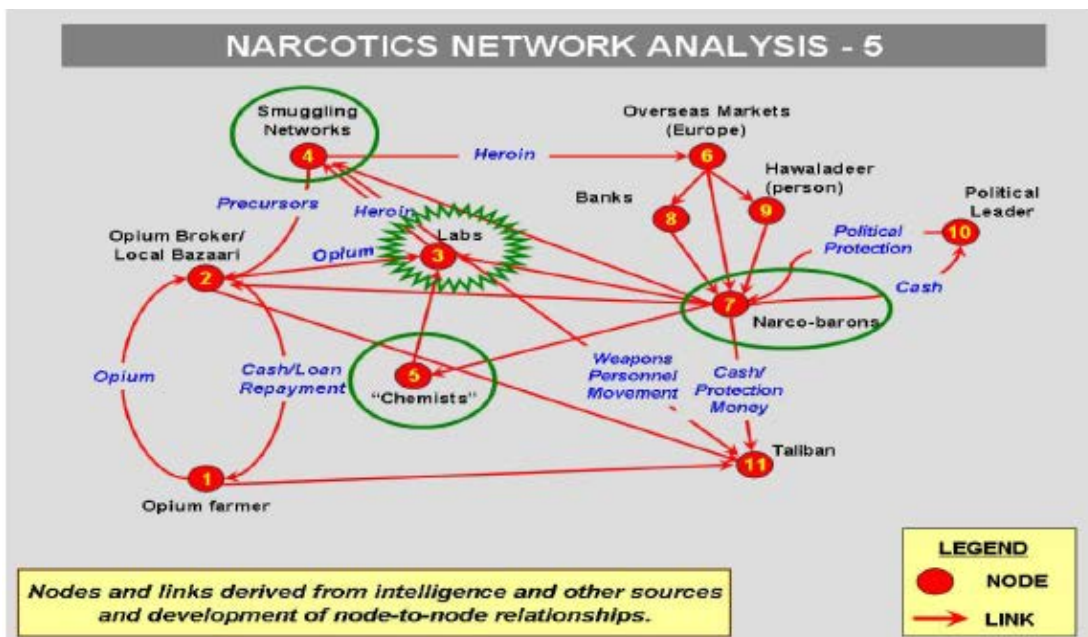 NARCOTICS NETWORK ANALYSIS - 5
Smuggling
Networks
4
Heroin
Overseas Markets
(Europe)
6
Hawaladeer
(person)
9
Banks
8
Political
Leader
10
Precursors
Heroin
Labs
3
Opium Broker/
Local Bazaari
2
Opium
Political
Protection
Cash
7
Narco-barons
Opium
Cash/Loan
Repayment
5
"Chemists"
Weapons
Personnel
Movement
Cash/
Protection
Money
Taliban
11
1
Opium farmer
LEGEND
NODE
LINK
Nodes and links derived from intelligence and other sources
and development of node-to-node relationships.